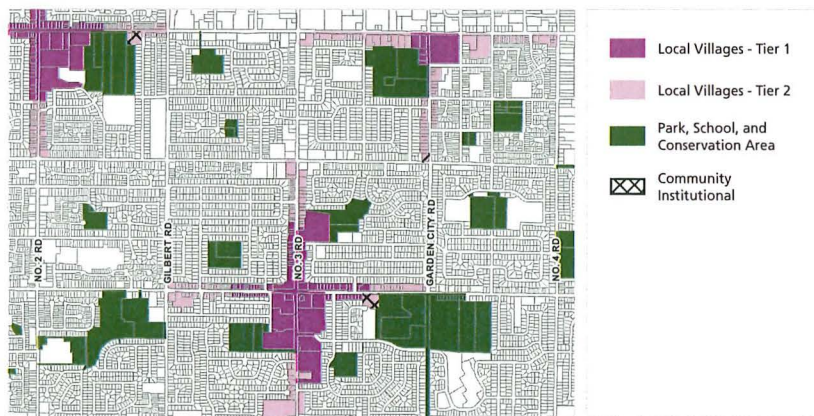 NO. 2 RD
GILBERT RD
NO. 3 RD
GARDEN CITY RD
NO. 4 RD
Local Villages - Tier 1
Local Villages - Tier 2
Park, School, and
Conservation Area
Community
Institutional